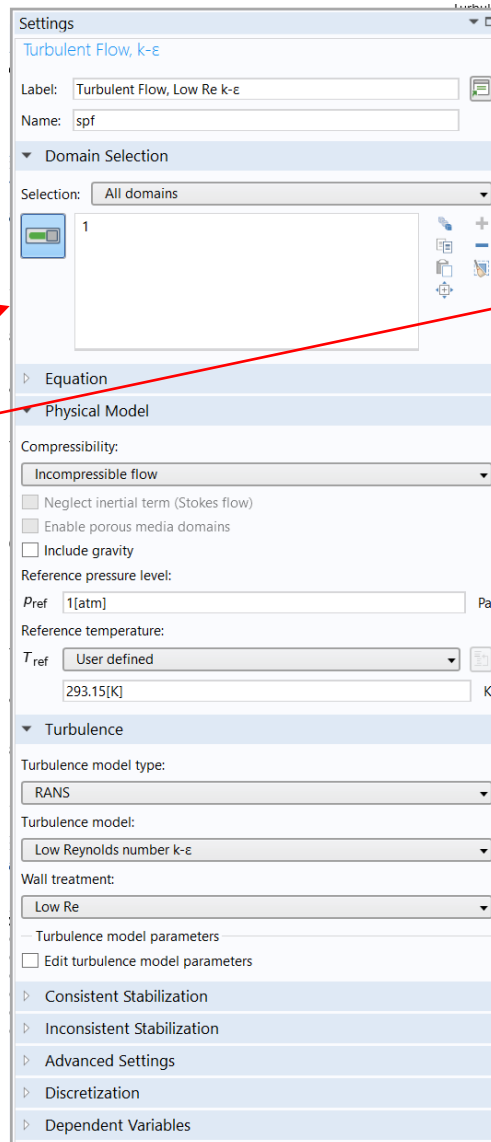 Settings
Turbulent Flow, k-ε
Label: Turbulent Flow, Low Re k-ε
Name: spf
Domain Selection
Selection: All domains
1
Equation
Physical Model
Compressibility:
Incompressible flow
Neglect inertial term (Stokes flow)
Enable porous media domains
Include gravity
Reference pressure level:
pref 1[atm] Pa
Reference temperature:
Tref User defined
293.15[K] K
Turbulence
Turbulence model type:
RANS
Turbulence model:
Low Reynolds number k-ε
Wall treatment:
Low Re
Turbulence model parameters
Edit turbulence model parameters
Consistent Stabilization
Inconsistent Stabilization
Advanced Settings
Discretization
Dependent Variables